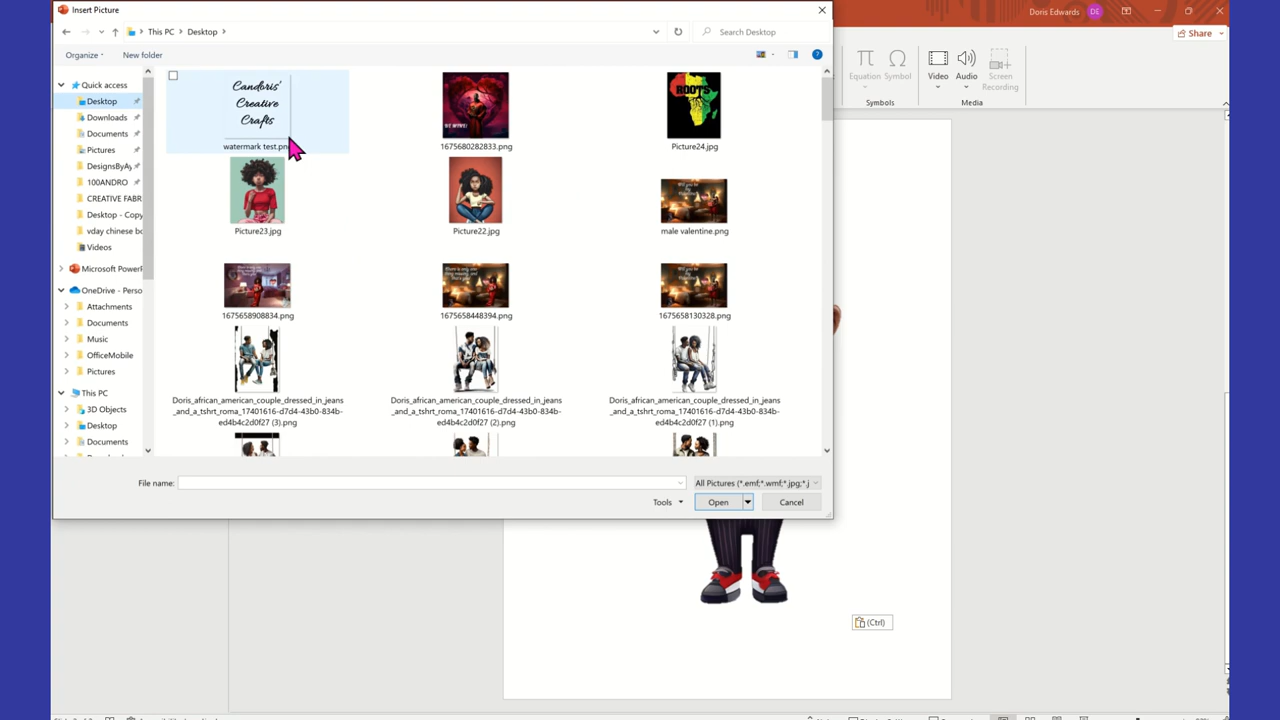 Insert Picture
Doris Edwards DE
This PC > Desktop >
Search Desktop
Share
Organize
New folder
Equation
Symbol
Video
Audio
Screen
Recording
Symbols
Media
Quick access
Desktop
Downloads
Documents
Pictures
DesignsByAy
100ANDRO
CREATIVE FABR
Desktop - Copy
vday chinese bo
Videos
Microsoft PowerP
OneDrive - Perso
Attachments
Documents
Music
OfficeMobile
Pictures
This PC
3D Objects
Desktop
Documents
Candoris'
Creative
Crafts
watermark test.png
1675680282833.png
ROOTS
Picture24.jpg
Picture23.jpg
Picture22.jpg
male valentine.png
1675658908834.png
1675658448394.png
1675658130328.png
Doris_african_american_couple_dressed_in_jeans
_and_a_tshrt_roma_17401616-d7d4-43b0-834b-
ed4b4c2d0f27 (3).png
Doris_african_american_couple_dressed_in_jeans
_and_a_tshrt_roma_17401616-d7d4-43b0-834b-
ed4b4c2d0f27 (2).png
Doris_african_american_couple_dressed_in_jeans
_and_a_tshrt_roma_17401616-d7d4-43b0-834b-
ed4b4c2d0f27 (1).png
File name:
All Pictures (*.emf;*.wmf;*.jpg;*.j
Tools
Open
Cancel
(Ctrl)